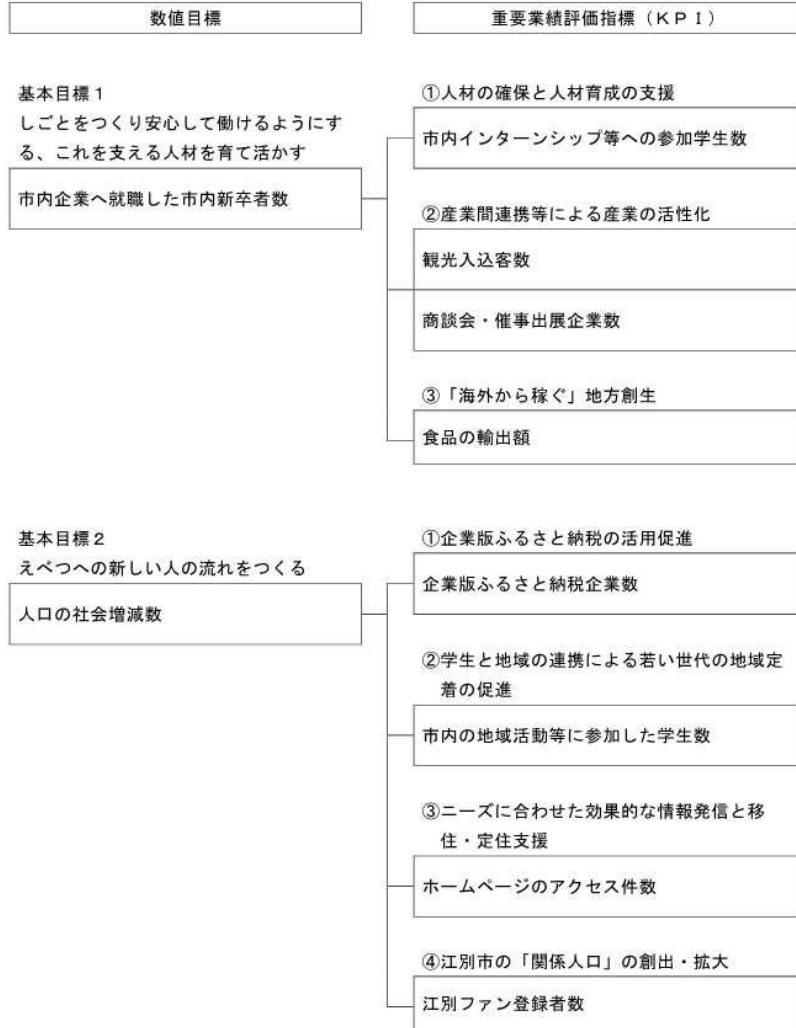 数値目標
重要業績評価指標（ＫＰＩ）
基本目標１
しごとをつくり安心して働けるようにす
る、これを支える人材を育て活かす
市内企業へ就職した市内新卒者数
①人材の確保と人材育成の支援
市内インターンシップ等への参加学生数
②産業間連携等による産業の活性化
観光入込客数
商談会・催事出展企業数
③「海外から稼ぐ」地方創生
食品の輸出額
基本目標２
えべつへの新しい人の流れをつくる
人口の社会増減数
①企業版ふるさと納税の活用促進
企業版ふるさと納税企業数
②学生と地域の連携による若い世代の地域定
着の促進
市内の地域活動等に参加した学生数
③ニーズに合わせた効果的な情報発信と移
住・定住支援
ホームページのアクセス件数
④江別市の「関係人口」の創出・拡大
江別ファン登録者数